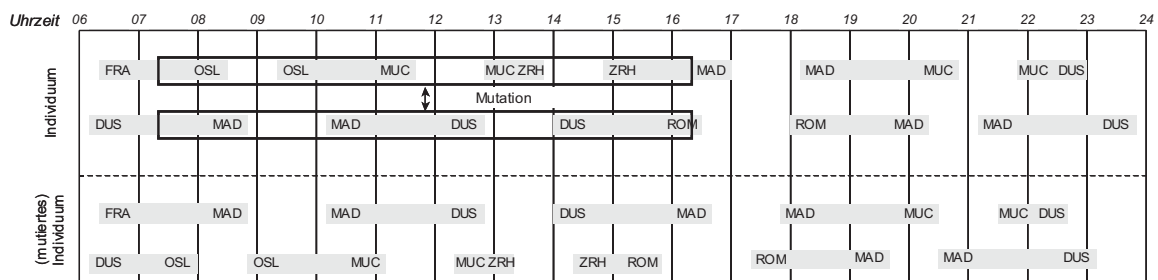 Uhrzeit 06 07 08 09 10 11 12 13 14 15 16 17 18 19 20 21 22 23 24
Individuum
FRA OSL OSL MUC MUC ZRH ZRH MAD MAD MUC MUC DUS
Mutation
DUS MAD MAD DUS DUS ROM ROM MAD MAD DUS
(mutiertes)
Individuum
FRA MAD MAD DUS DUS MAD MAD MUC MUC DUS
DUS OSL OSL MUC MUC ZRH ZRH ROM ROM MAD MAD DUS